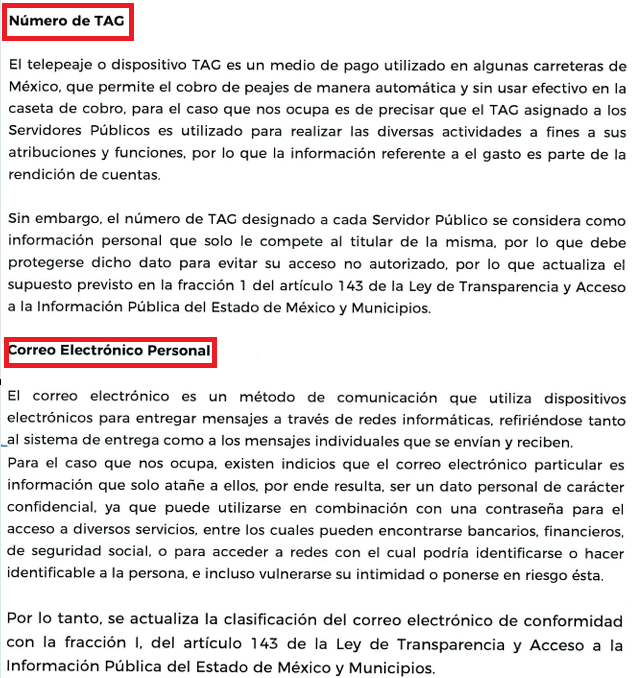 Número de TAG
El telepeaje o dispositivo TAG es un medio de pago utilizado en algunas carreteras de
México, que permite el cobro de peajes de manera automática y sin usar efectivo en la
caseta de cobro, para el caso que nos ocupa es de precisar que el TAG asignado a los
Servidores Públicos es utilizado para realizar las diversas actividades a fines a sus
atribuciones y funciones, por lo que la información referente a el gasto es parte de la
rendición de cuentas.
Sin embargo, el número de TAG designado a cada Servidor Público se considera como
información personal que solo le compete al titular de la misma, por lo que debe
protegerse dicho dato para evitar su acceso no autorizado, por lo que actualiza el
supuesto previsto en la fracción 1 del artículo 143 de la Ley de Transparencia y Acceso
a la Información Pública del Estado de México y Municipios.
Correo Electrónico Personal
El correo electrónico es un método de comunicación que utiliza dispositivos
electrónicos para entregar mensajes a través de redes informáticas, refiriéndose tanto
al sistema de entrega como a los mensajes individuales que se envían y reciben.
Para el caso que nos ocupa, existen indicios que el correo electrónico particular es
información que solo atañe a ellos, por ende resulta, ser un dato personal de carácter
confidencial, ya que puede utilizarse en combinación con una contraseña para el
acceso a diversos servicios, entre los cuales pueden encontrarse bancarios, financieros,
de seguridad social, o para acceder a redes con el cual podría identificarse o hacer
identificable a la persona, e incluso vulnerarse su intimidad o ponerse en riesgo ésta.
Por lo tanto, se actualiza la clasificación del correo electrónico de conformidad
con la fracción I, del artículo 143 de la Ley de Transparencia y Acceso a la
Información Pública del Estado de México y Municipios.